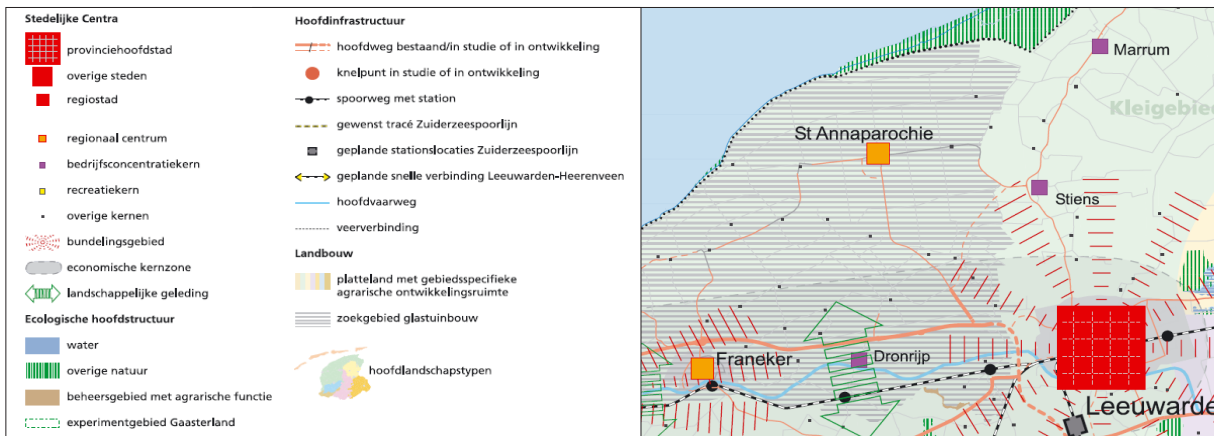 Stedelijke Centra
provinciehoofdstad
overige steden
regiostad
regionaal centrum
bedrijfsconcentratiekern
recreatiekern
overige kernen
bundelingsgebied
economische kernzone
landschappelijke geleding
Ecologische hoofdstructuur
water
overige natuur
beheersgebied met agrarische functie
experimentgebied Gaasterland
Hoofdinfrastructuur
hoofdweg bestaand/in studie of in ontwikkeling
knelpunt in studie of in ontwikkeling
spoorweg met station
gewenst tracé Zuiderzeespoorlijn
geplande stationslocaties Zuiderzeespoorlijn
geplande snelle verbinding Leeuwarden-Heerenveen
hoofdvaarweg
veerverbinding
Landbouw
platteland met gebiedsspecifieke
agrarische ontwikkelingsruimte
zoekgebied glastuinbouw
hoofdlandschapstypen
Marrum
Kleigebied
St Annaparochie
Stiens
Franeker
Dronrijp
Leeuwarde